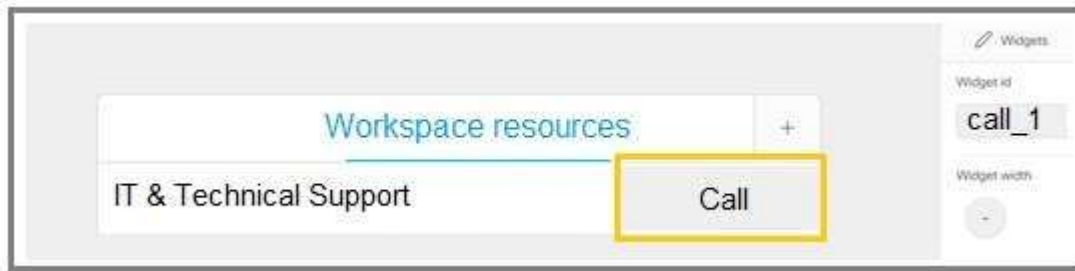 Widgets
Widget id
Workspace resources +
call_1
IT & Technical Support
Call
Widget width
-